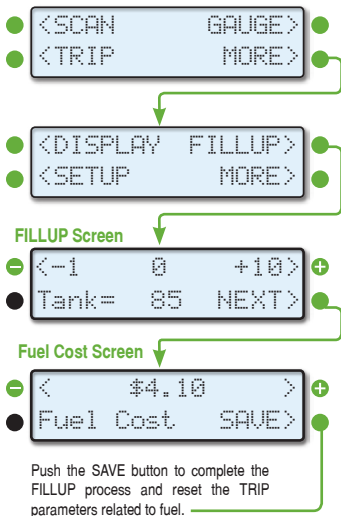 <SCAN GAUGE>
<TRIP MORE>
<DISPLAY FILLUP>
<SETUP MORE>
FILLUP Screen
<-1 0 +10>
Tank= 85 NEXT>
Fuel Cost Screen
< $4.10 >
Fuel Cost SAVE>
Push the SAVE button to complete the
FILLUP process and reset the TRIP
parameters related to fuel.